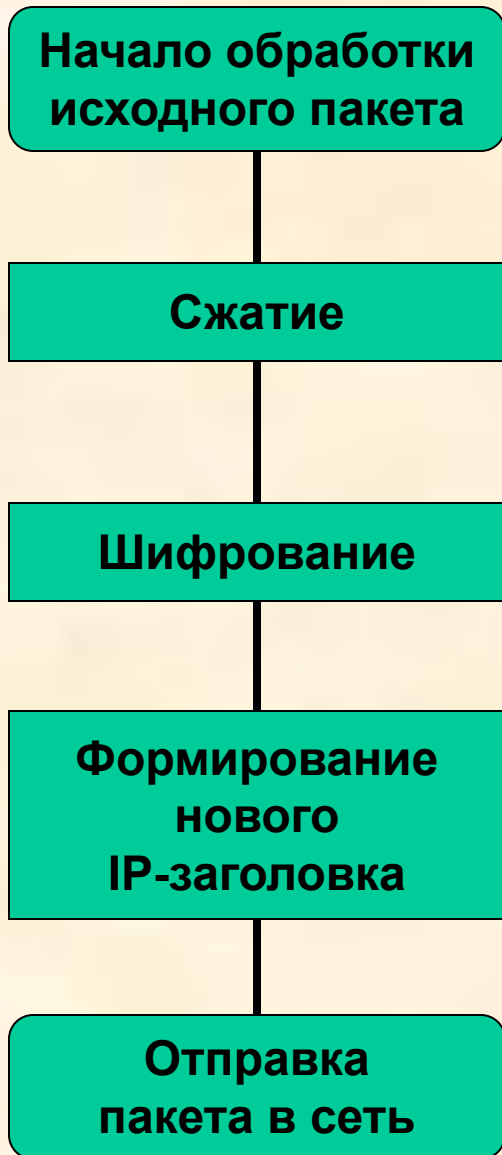 Начало обработки
исходного пакета
Сжатие
Шифрование
Формирование
нового
IP-заголовка
Отправка
пакета в сеть